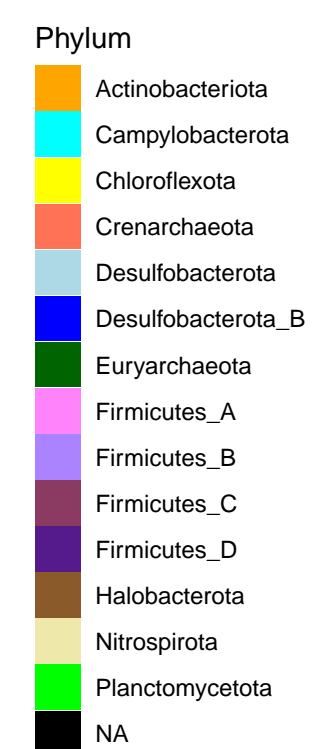 Phylum
Actinobacteriota
Campylobacterota
Chloroflexota
Crenarchaeota
Desulfobacterota
Desulfobacterota_B
Euryarchaeota
Firmicutes_A
Firmicutes_B
Firmicutes_C
Firmicutes_D
Halobacterota
Nitrospirota
Planctomycetota
NA